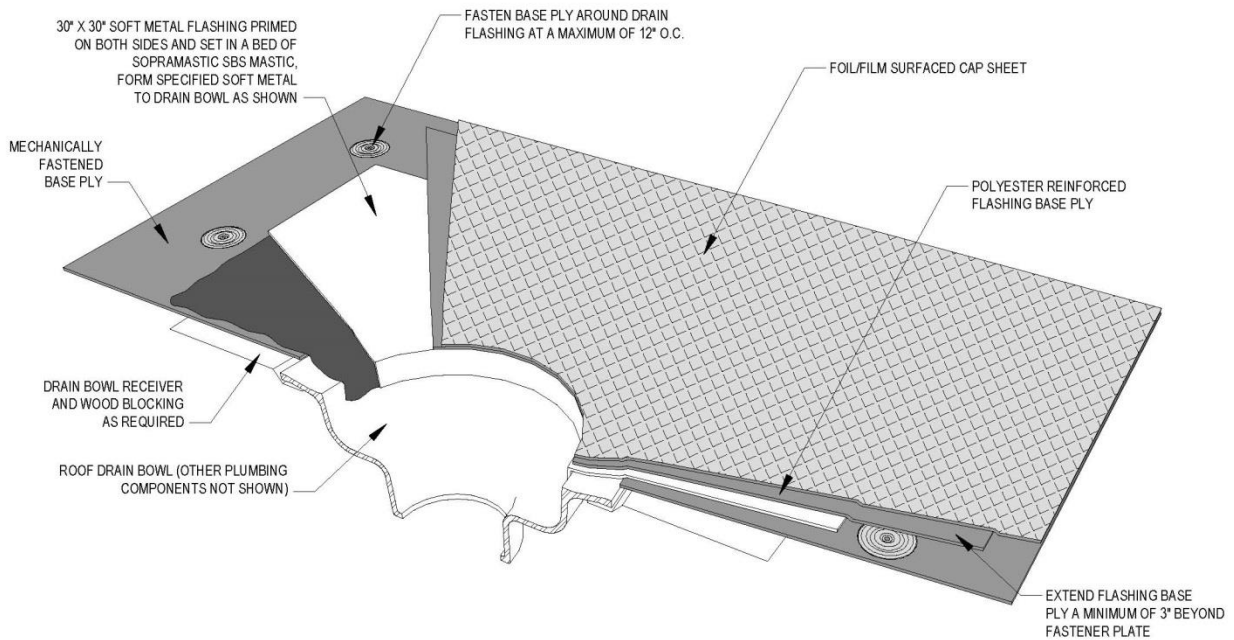 30" X 30" SOFT METAL FLASHING PRIMED
ON BOTH SIDES AND SET IN A BED OF
SOPRAMASTIC SBS MASTIC,
FORM SPECIFIED SOFT METAL
TO DRAIN BOWL AS SHOWN
FASTEN BASE PLY AROUND DRAIN
FLASHING AT A MAXIMUM OF 12" O.C.
FOIL/FILM SURFACED CAP SHEET
MECHANICALLY
FASTENED
BASE PLY
POLYESTER REINFORCED
FLASHING BASE PLY
DRAIN BOWL RECEIVER
AND WOOD BLOCKING
AS REQUIRED
ROOF DRAIN BOWL (OTHER PLUMBING
COMPONENTS NOT SHOWN)
EXTEND FLASHING BASE
PLY A MINIMUM OF 3" BEYOND
FASTENER PLATE